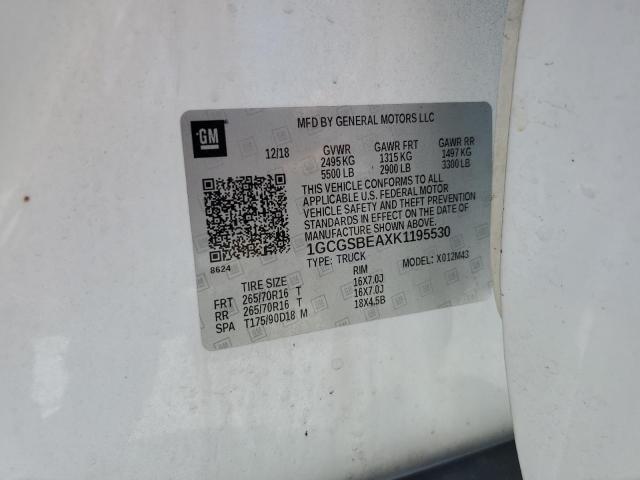 MFD BY GENERAL MOTORS LLC
GM
12/18 GVWR GAWR FRT GAWR RR
2495 KG 1315 KG 1497 KG
5500 LB 2900 LB 3300 LB
THIS VEHICLE CONFORMS TO ALL
APPLICABLE U.S. FEDERAL MOTOR
VEHICLE SAFETY AND THEFT PREVENTION
STANDARDS IN EFFECT ON THE DATE OF
MANUFACTURE SHOWN ABOVE.
1GCGSBEAXK1195530
8624
TYPE: TRUCK MODEL: X012M43
TIRE SIZE RIM
FRT 265/70R16 T 16X7.0J
RR 265/70R16 T 16X7.0J
SPA T175/90D18 M 18X4.5B